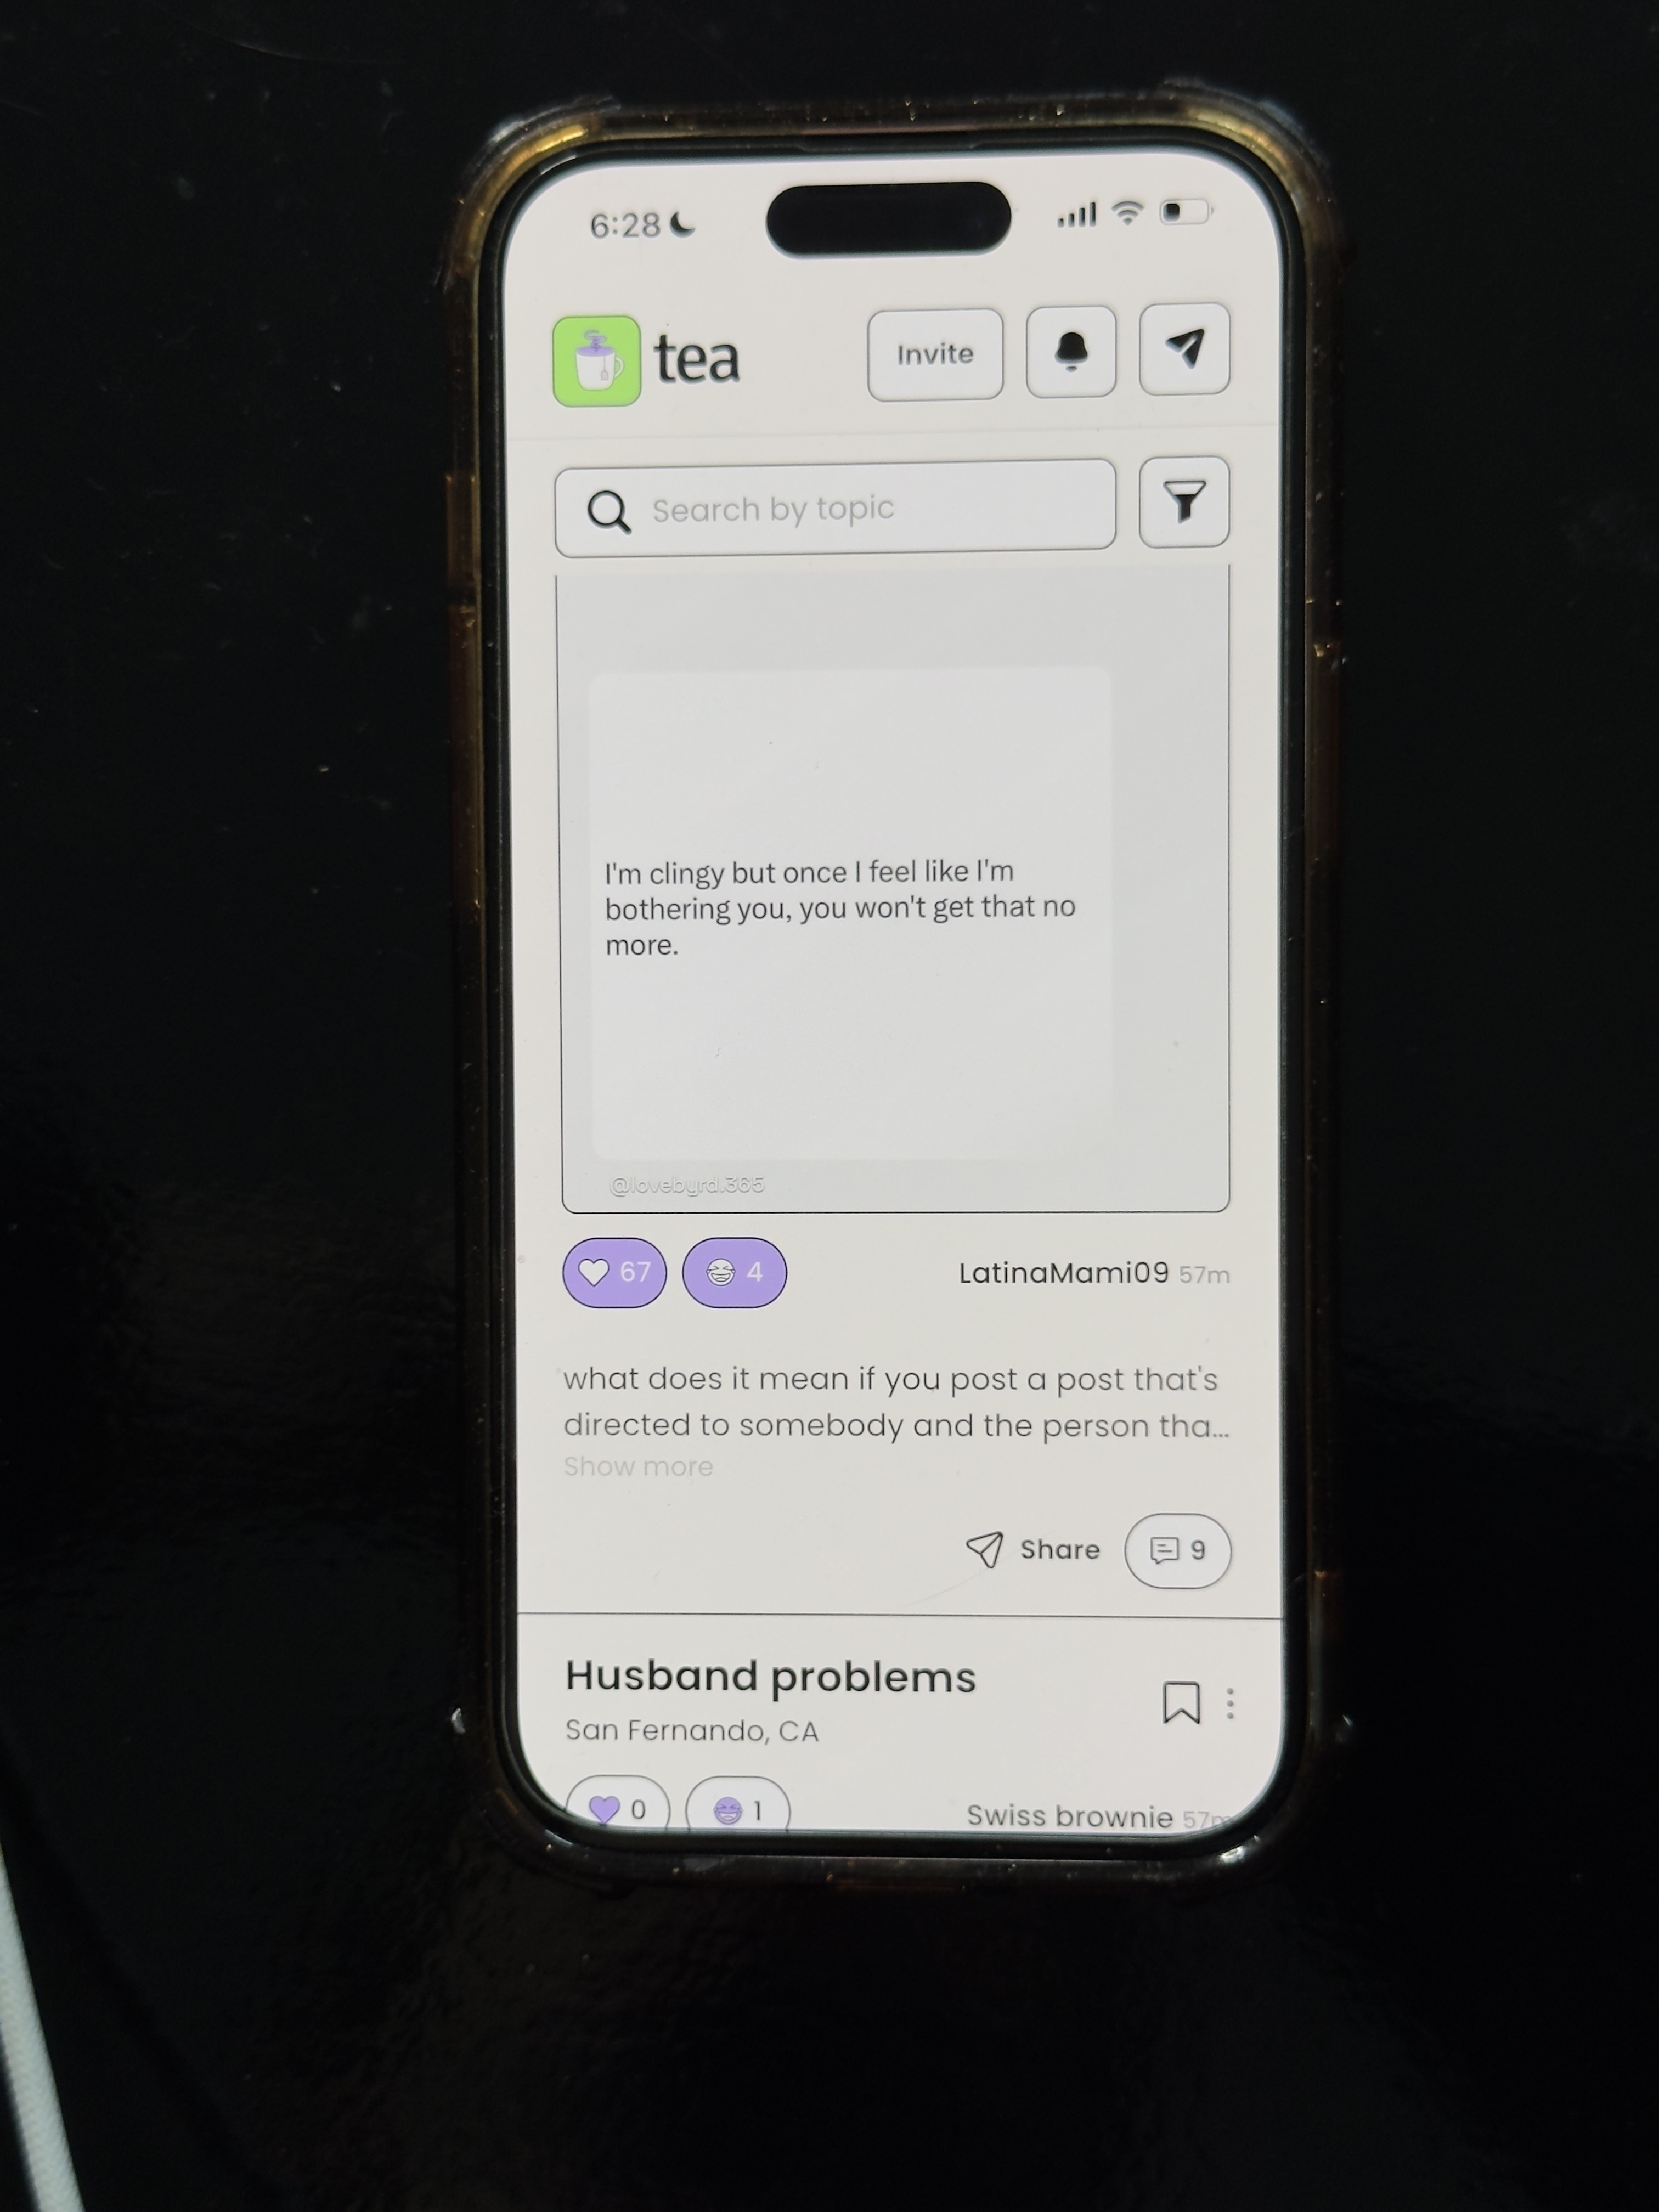 6:28
tea
Invite
Search by topic
I'm clingy but once I feel like I'm
bothering you, you won't get that no
more.
@lovebyrd.365
67
4
LatinaMami09 57m
what does it mean if you post a post that's
directed to somebody and the person tha...
Show more
Share
9
Husband problems
San Fernando, CA
0
1
Swiss brownie 57m